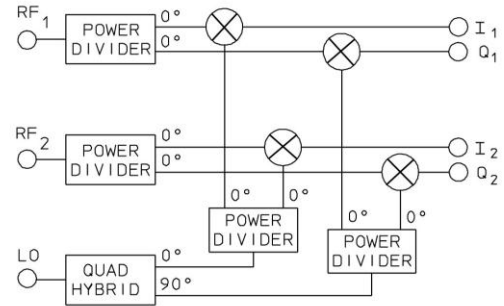 RF1
POWER
DIVIDER
0°
0°
I1
Q1
RF2
POWER
DIVIDER
0°
0°
I2
Q2
0°
0°
POWER
DIVIDER
0°
0°
POWER
DIVIDER
LO
QUAD
HYBRID
0°
90°